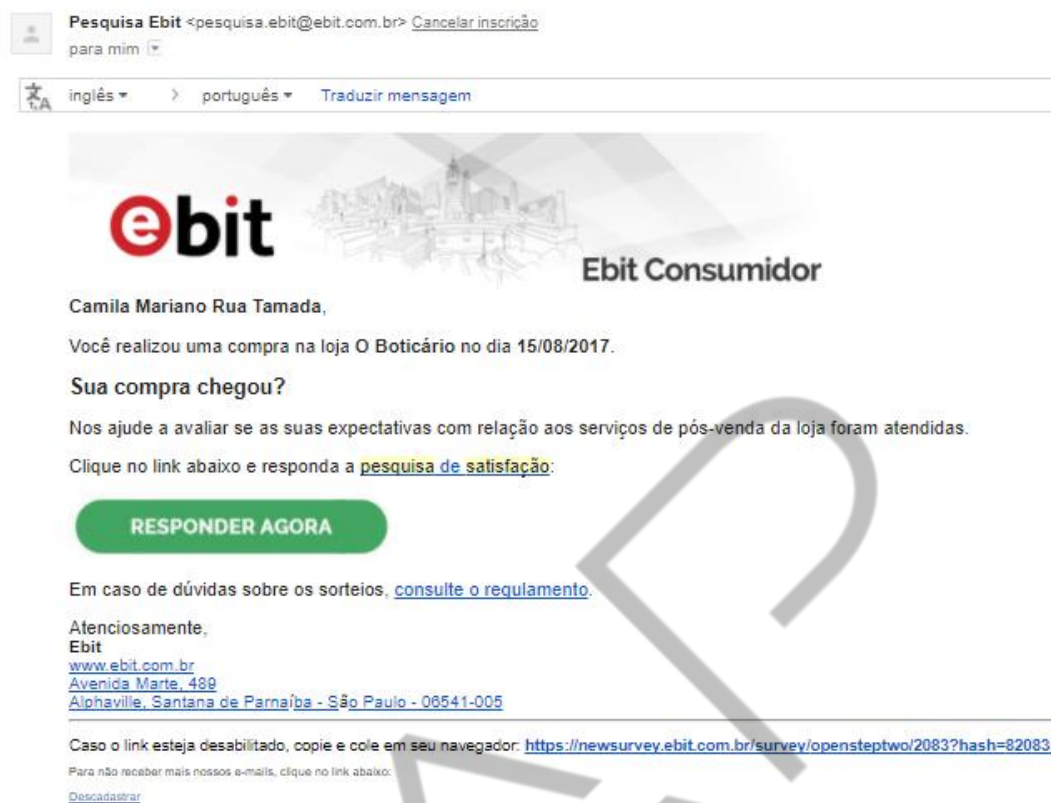 Pesquisa Ebit <pesquisa.ebit@ebit.com.br> Cancelar inscrição
para mim
inglês > português Traduzir mensagem
ebit
Ebit Consumidor
Camila Mariano Rua Tamada,
Você realizou uma compra na loja O Boticário no dia 15/08/2017.
Sua compra chegou?
Nos ajude a avaliar se as suas expectativas com relação aos serviços de pós-venda da loja foram atendidas.
Clique no link abaixo e responda a pesquisa de satisfação:
RESPONDER AGORA
Em caso de dúvidas sobre os sorteios, consulte o regulamento.
Atenciosamente,
Ebit
www.ebit.com.br
Avenida Marte, 489
Alphaville, Santana de Parnaíba - São Paulo - 06541-005
Caso o link esteja desabilitado, copie e cole em seu navegador: https://newsurvey.ebit.com.br/survey/opensteptwo/2083?hash=82083
Para não receber mais nossos e-mails, clique no link abaixo:
Descadastrar